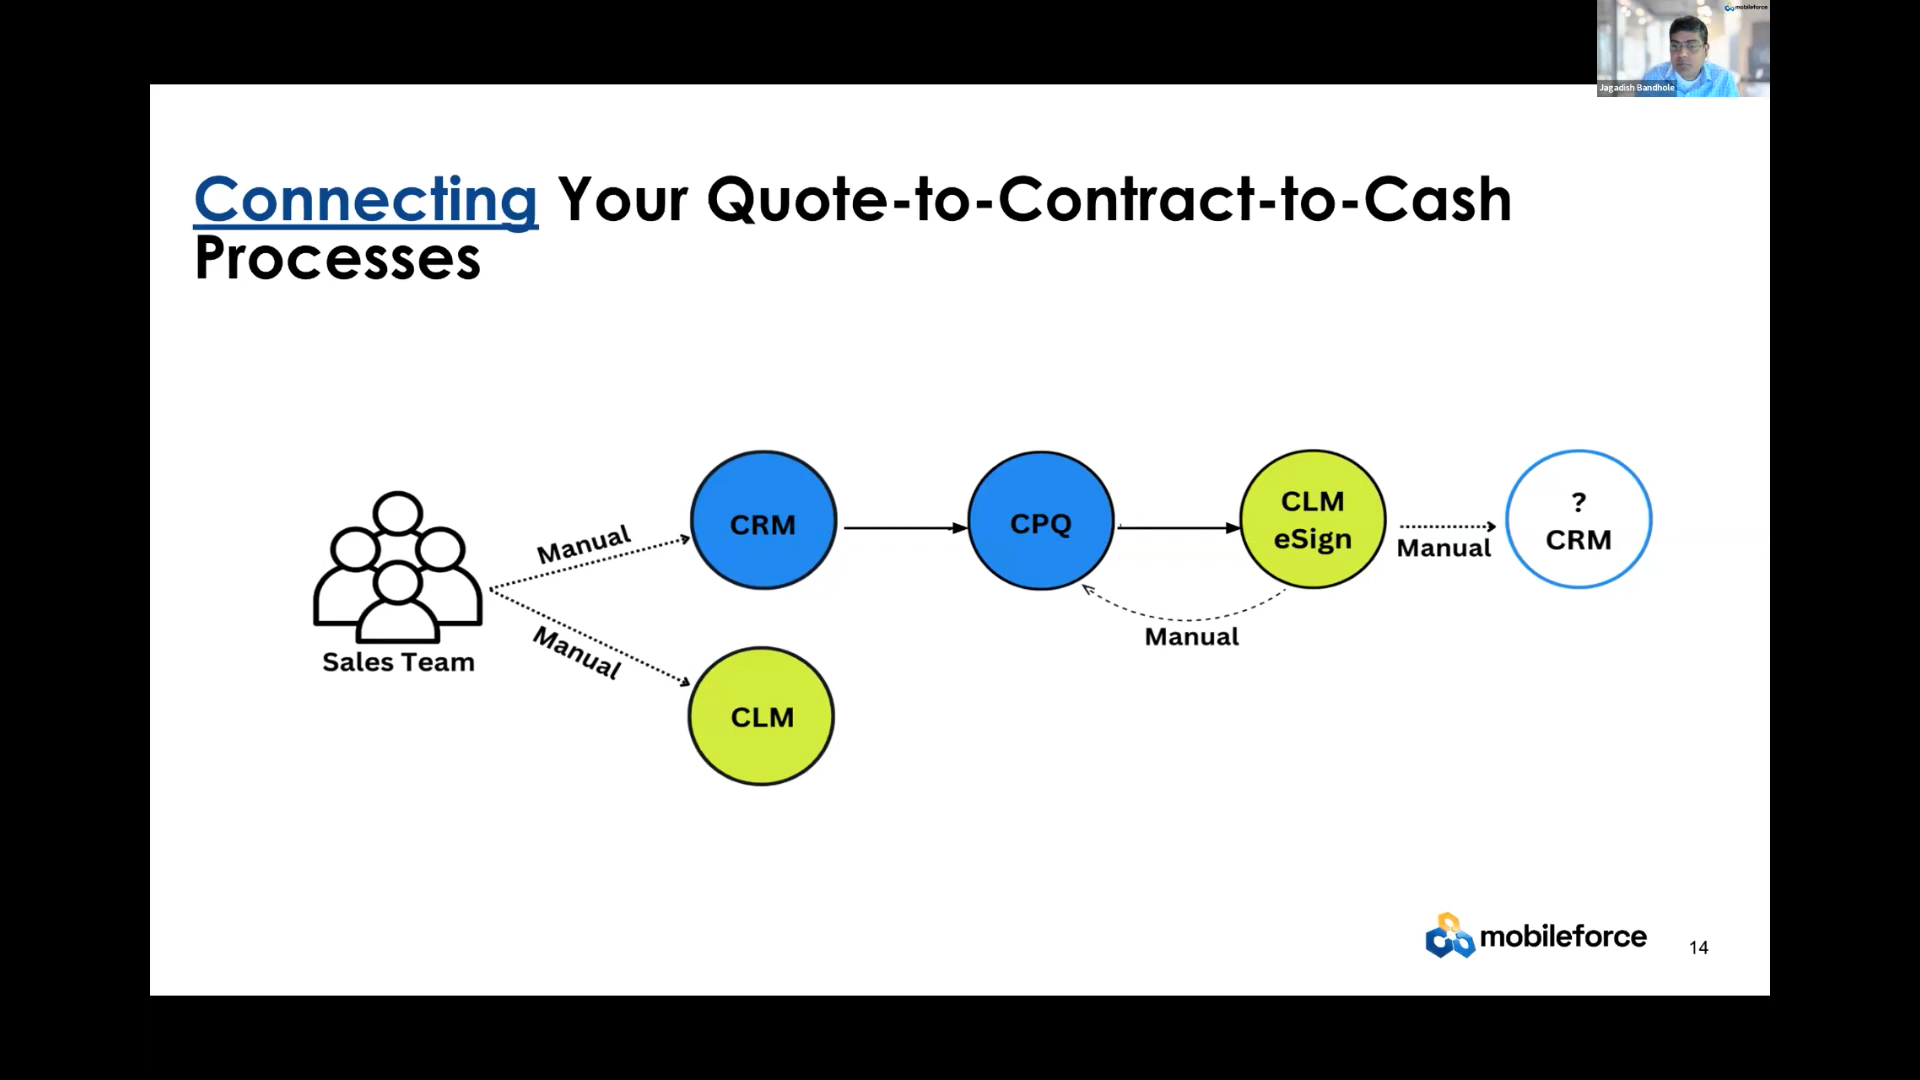 mobileforce
Jagadish Bandhole
Connecting Your Quote-to-Contract-to-Cash
Processes
Sales Team
Manual
Manual
CRM
CLM
CPQ
CLM
eSign
Manual
Manual
?
CRM
mobileforce
14